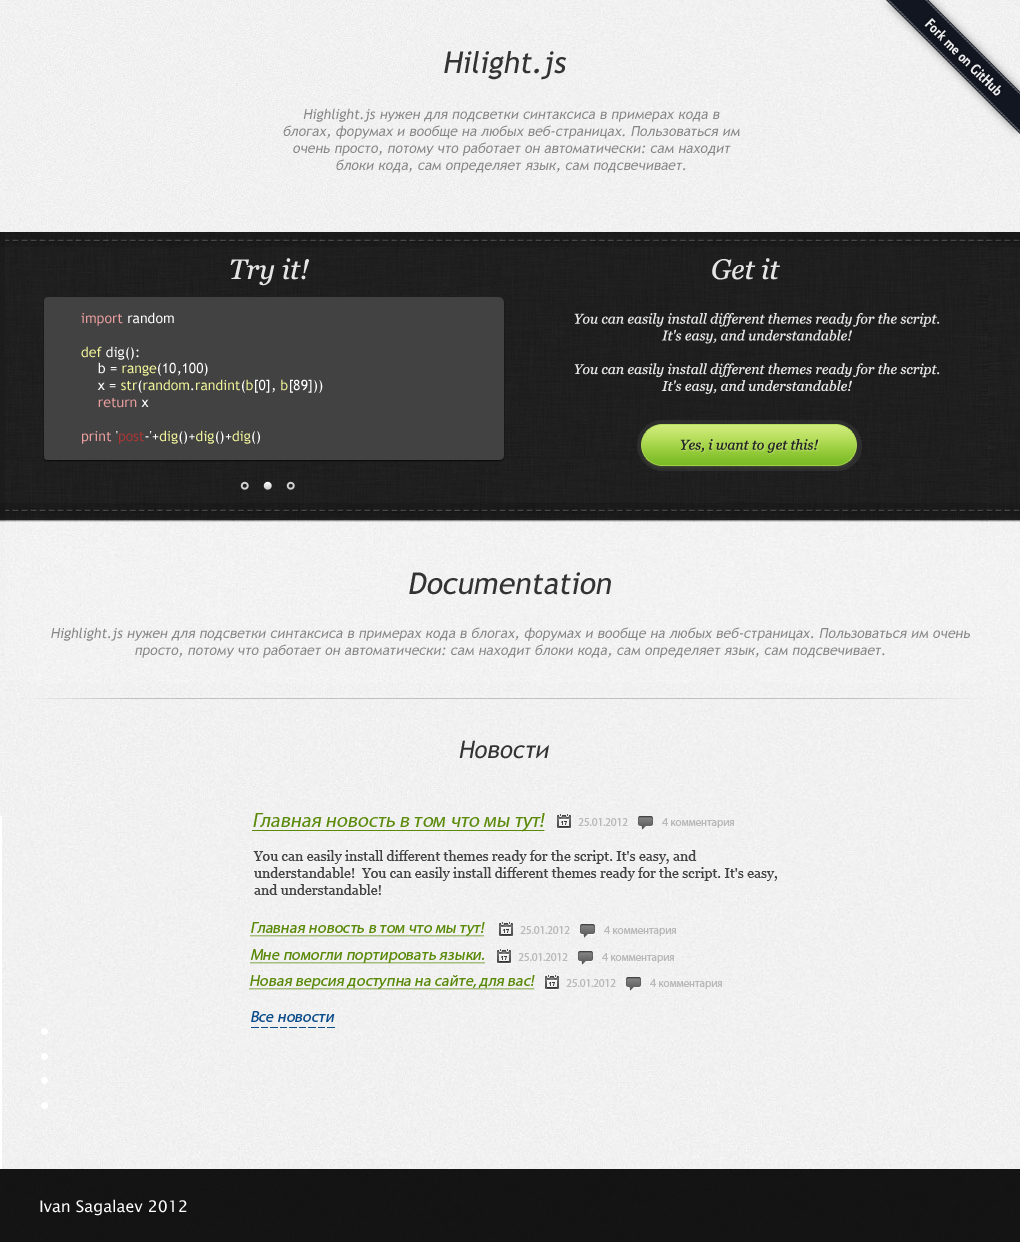 Fork me on GitHub
Hilight.js
Highlight.js нужен для подсветки синтаксиса в примерах кода в
блогах, форумах и вообще на любых веб-страницах. Пользоваться им
очень просто, потому что работает он автоматически: сам находит
блоки кода, сам определяет язык, сам подсвечивает.
Try it!
import random
def dig():
b = range(10,100)
x = str(random.randint(b[0], b[89]))
return x
print 'post-'+dig()+dig()+dig()
Get it
You can easily install different themes ready for the script.
It's easy, and understandable!
You can easily install different themes ready for the script.
It's easy, and understandable!
Yes, i want to get this!
Documentation
Highlight.js нужен для подсветки синтаксиса в примерах кода в блогах, форумах и вообще на любых веб-страницах. Пользоваться им очень
просто, потому что работает он автоматически: сам находит блоки кода, сам определяет язык, сам подсвечивает.
Новости
Главная новость в том что мы тут! 17 25.01.2012 4 комментария
You can easily install different themes ready for the script. It's easy, and
understandable! You can easily install different themes ready for the script. It's easy,
and understandable!
Главная новость в том что мы тут! 17 25.01.2012 4 комментария
Мне помогли портировать языки. 17 25.01.2012 4 комментария
Новая версия доступна на сайте, для вас! 17 25.01.2012 4 комментария
Все новости
Ivan Sagalaev 2012